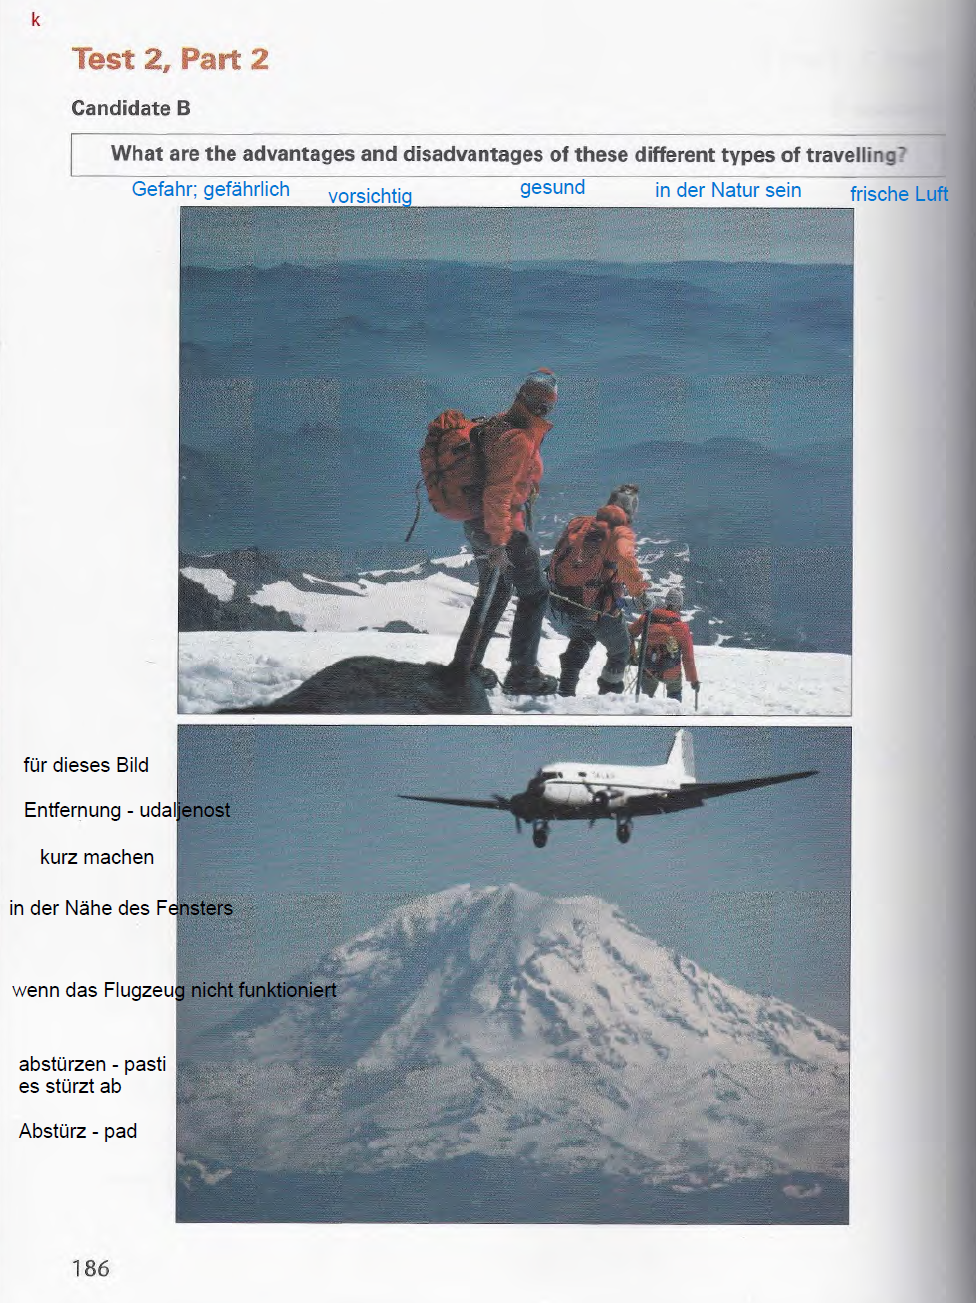 k
Test 2, Part 2
Candidate B
What are the advantages and disadvantages of these different types of travelling?
Gefahr; gefährlich vorsichtig gesund in der Natur sein frische Luft
für dieses Bild
Entfernung - udaljenost
kurz machen
in der Nähe des Fensters
wenn das Flugzeug nicht funktioniert
abstürzen - pasti
es stürzt ab
Abstürz - pad
186